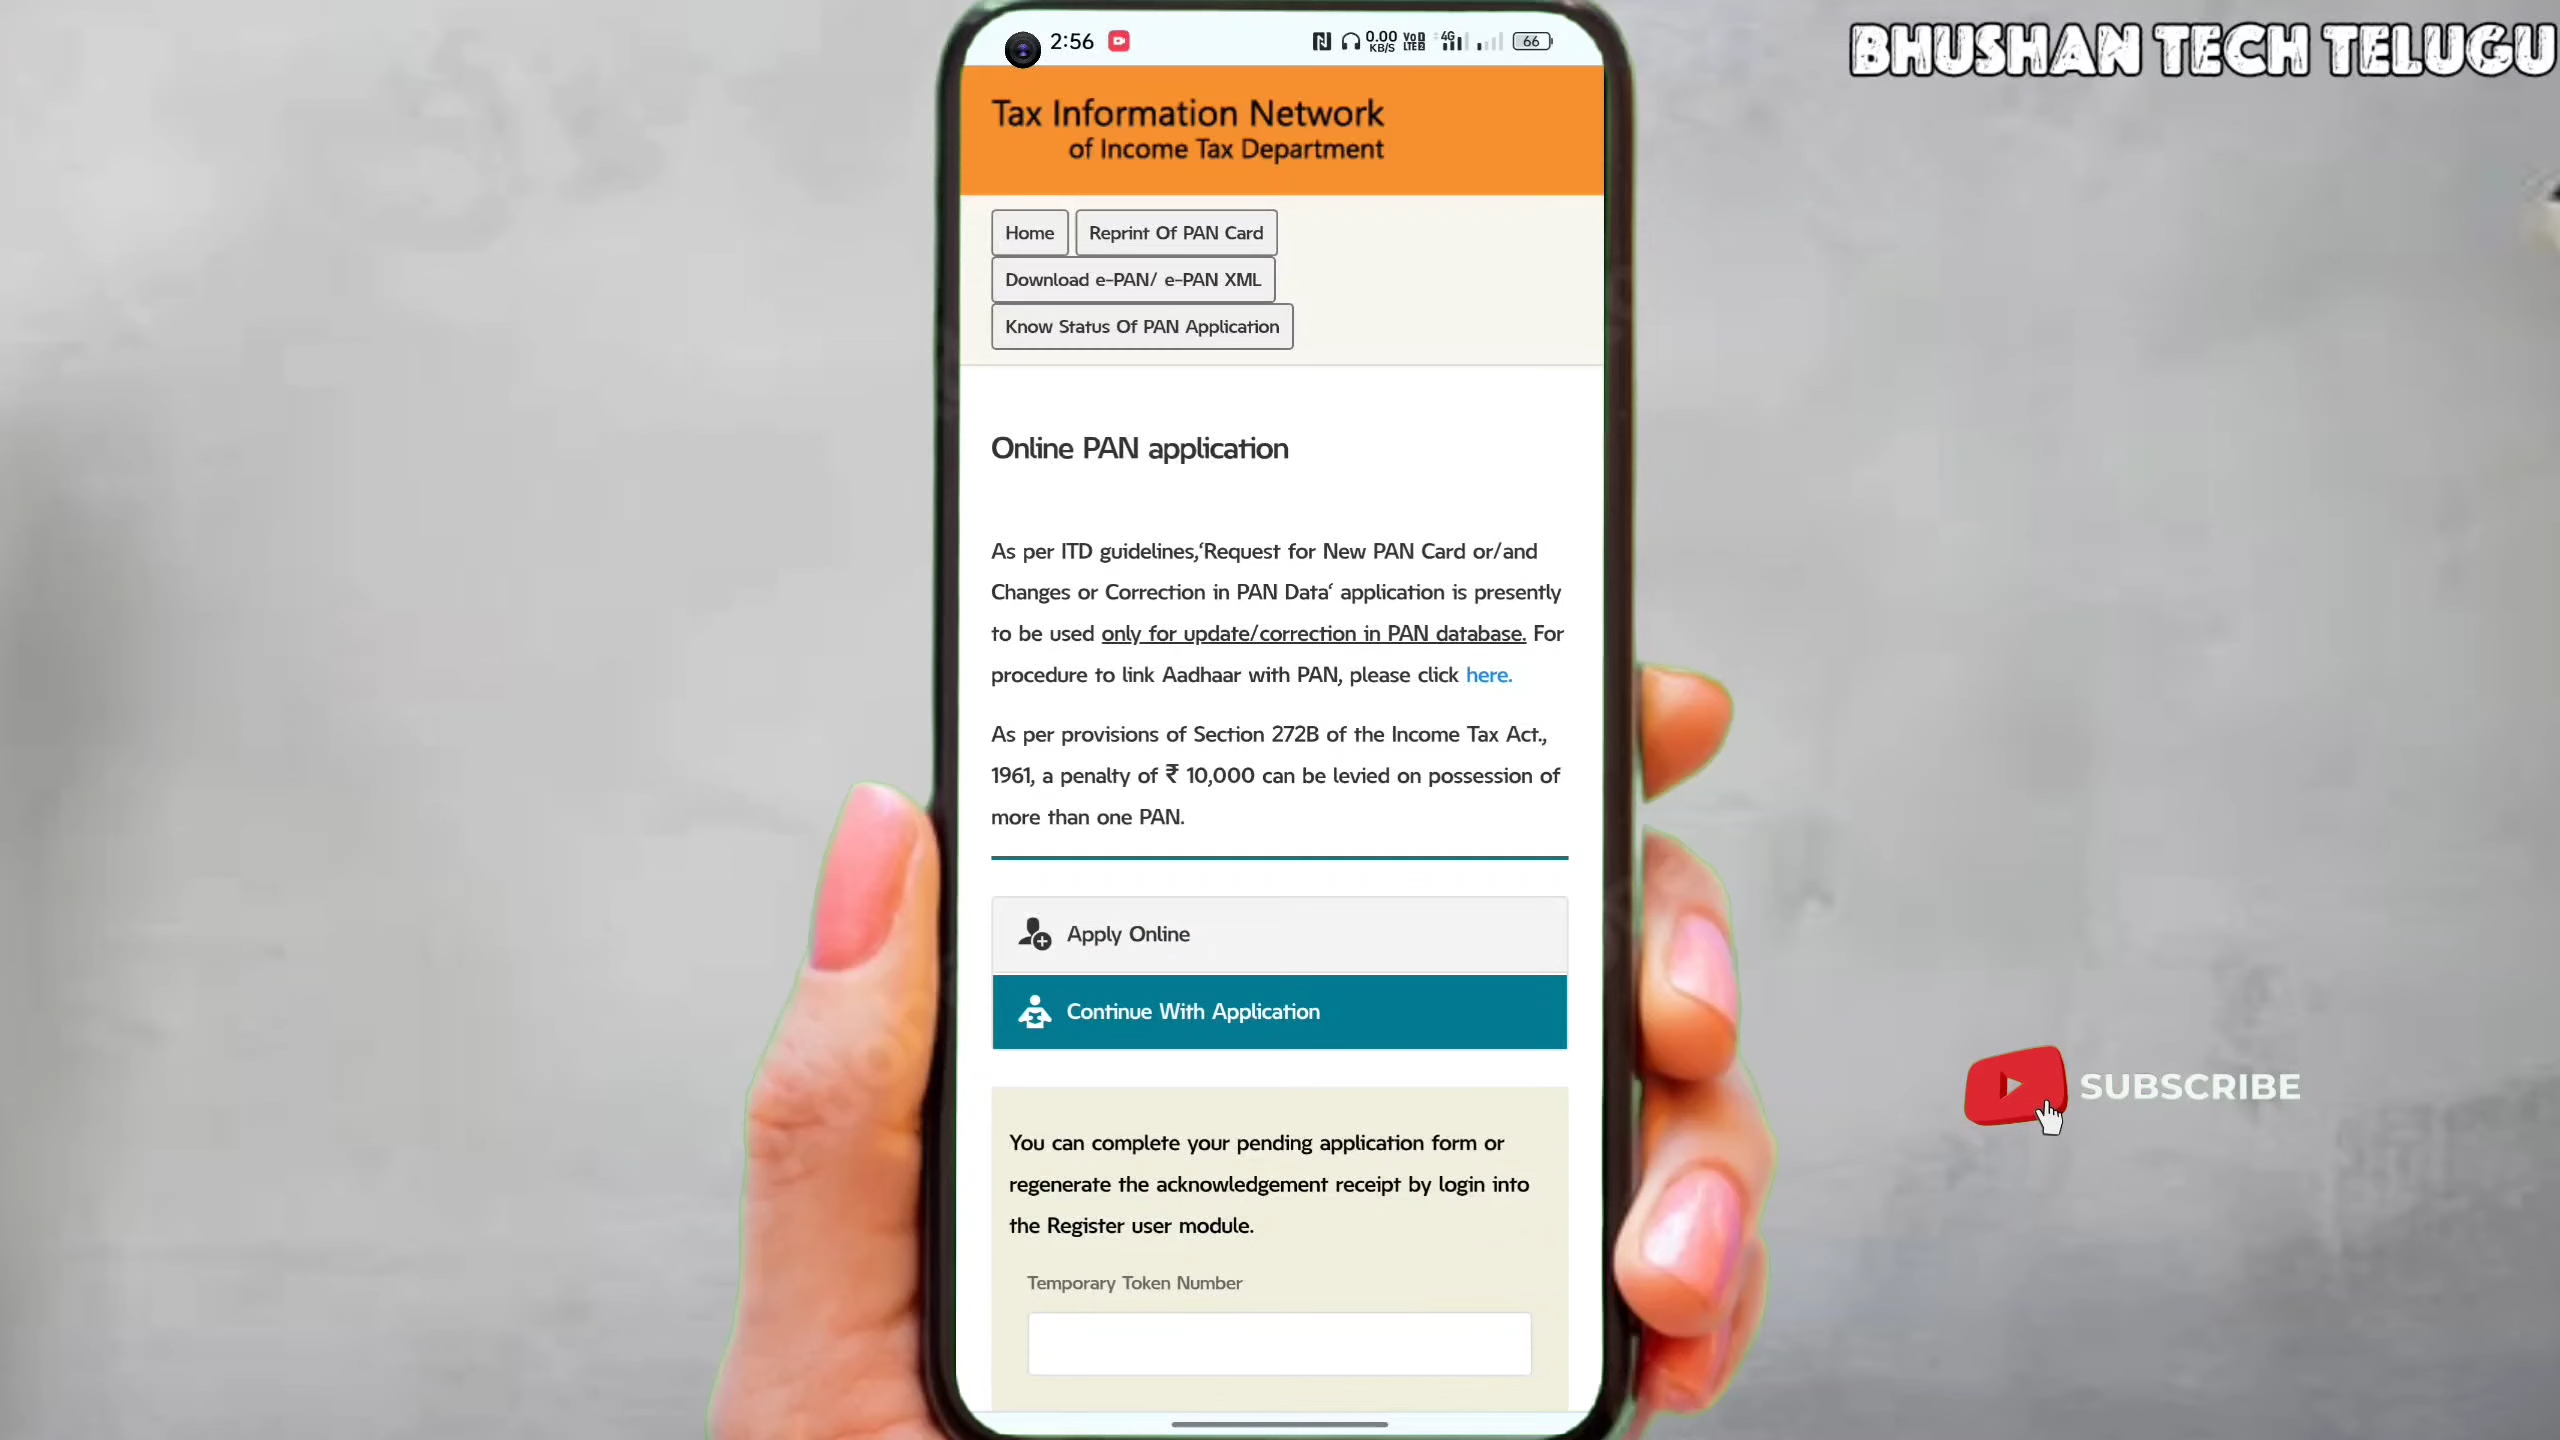 BHUSHAN TECH TELUGU
2:56
0.00 KB/S
4G
66
Tax Information Network
of Income Tax Department
Home
Reprint Of PAN Card
Download e-PAN/ e-PAN XML
Know Status Of PAN Application
Online PAN application
As per ITD guidelines,‘Request for New PAN Card or/and
Changes or Correction in PAN Data‘ application is presently
to be used only for update/correction in PAN database. For
procedure to link Aadhaar with PAN, please click here.
As per provisions of Section 272B of the Income Tax Act.,
1961, a penalty of ₹ 10,000 can be levied on possession of
more than one PAN.
Apply Online
Continue With Application
SUBSCRIBE
You can complete your pending application form or
regenerate the acknowledgement receipt by login into
the Register user module.
Temporary Token Number